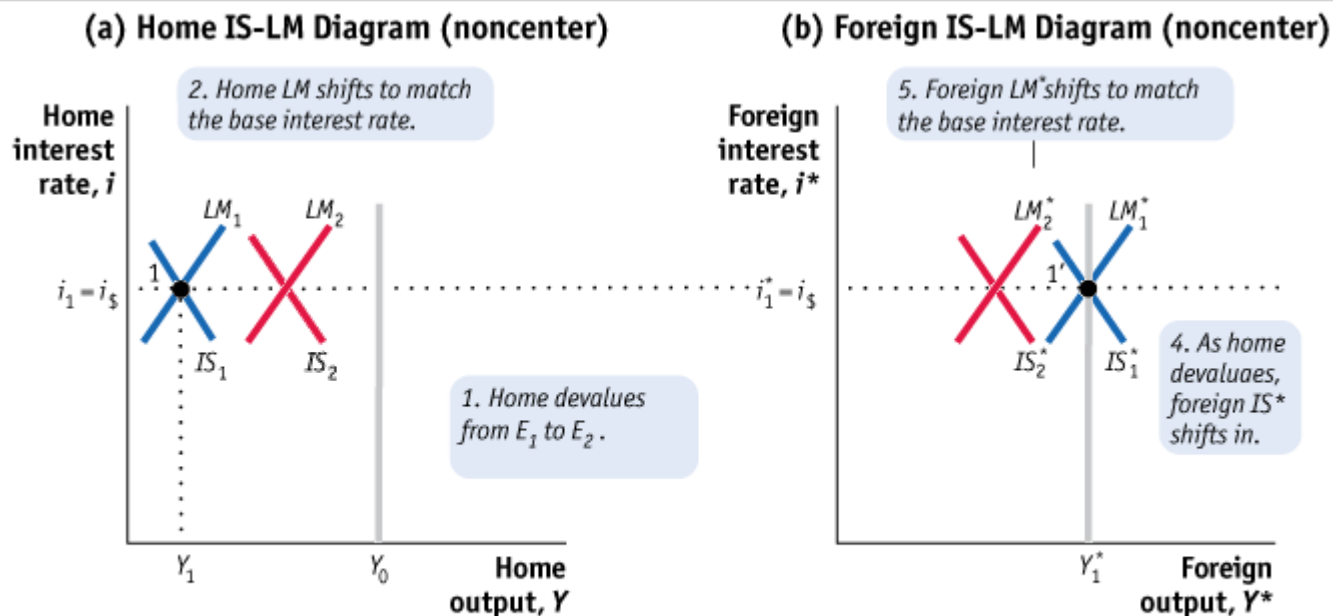 (a) Home IS-LM Diagram (noncenter)
2. Home LM shifts to match
the base interest rate.
Home
interest
rate, i
LM₁
LM₂
1
i₁ = i$
IS₁
IS₂
1. Home devalues
from E₁ to E₂ .
Y₁
Y₀
Home
output, Y
(b) Foreign IS-LM Diagram (noncenter)
5. Foreign LM*shifts to match
the base interest rate.
Foreign
interest
rate, i*
LM₂*
LM₁*
1′
i₁* = i$
IS₂*
IS₁*
4. As home
devaluaes,
foreign IS*
shifts in.
Y₁*
Foreign
output, Y*